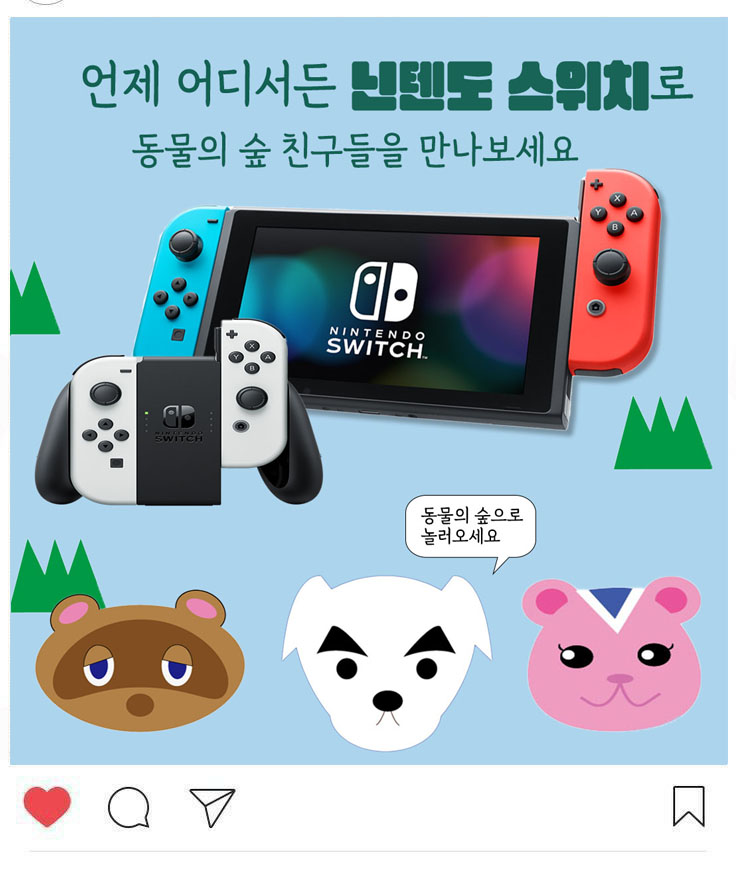 언제 어디서든 닌텐도 스위치로
동물의 숲 친구들을 만나보세요
X
Y A
B
NINTENDO
SWITCH
X
Y A
B
NINTENDO
SWITCH
동물의 숲으로
놀러오세요